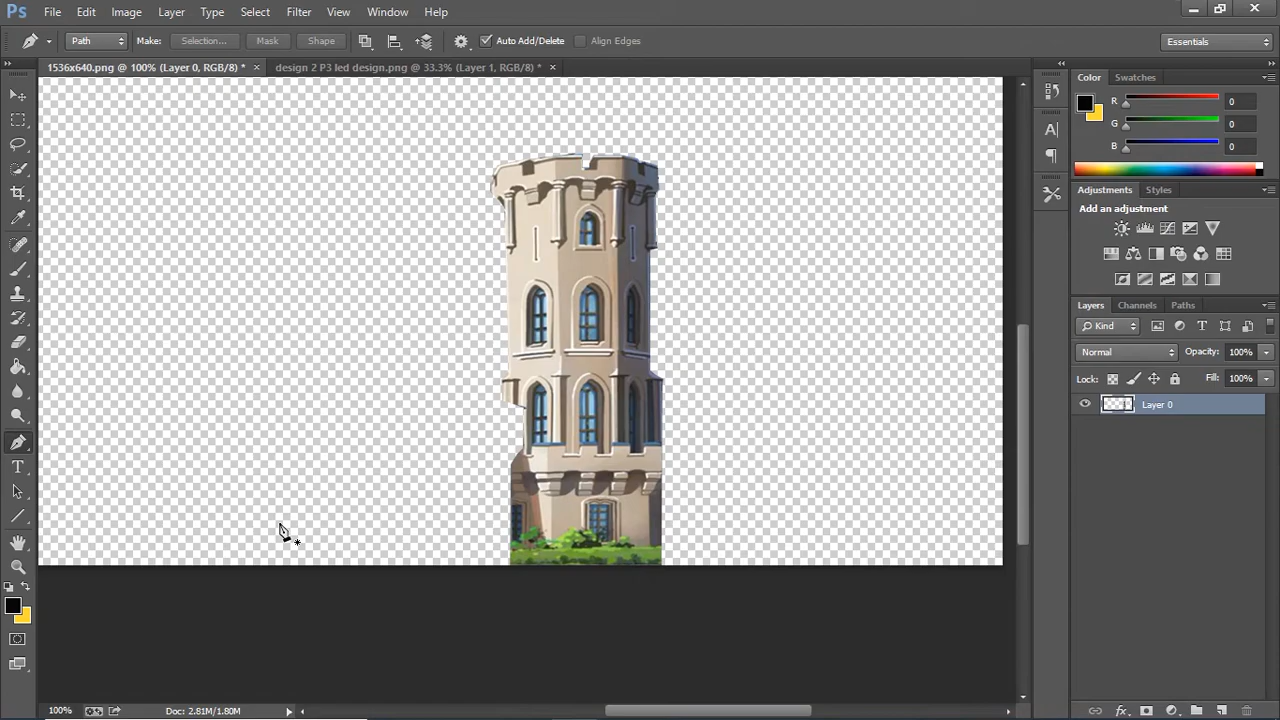 Ps File Edit Image Layer Type Select Filter View Window Help
Path Make: Selection... Mask Shape Auto Add/Delete Align Edges Essentials
1536x640.png @ 100% (Layer 0, RGB/8) * × design 2 P3 led design.png @ 33.3% (Layer 1, RGB/8) * ×
Color Swatches
R 0
G 0
B 0
Adjustments Styles
Add an adjustment
Layers Channels Paths
Kind
Normal Opacity: 100%
Lock: Fill: 100%
Layer 0
100% Doc: 2.81M/1.80M